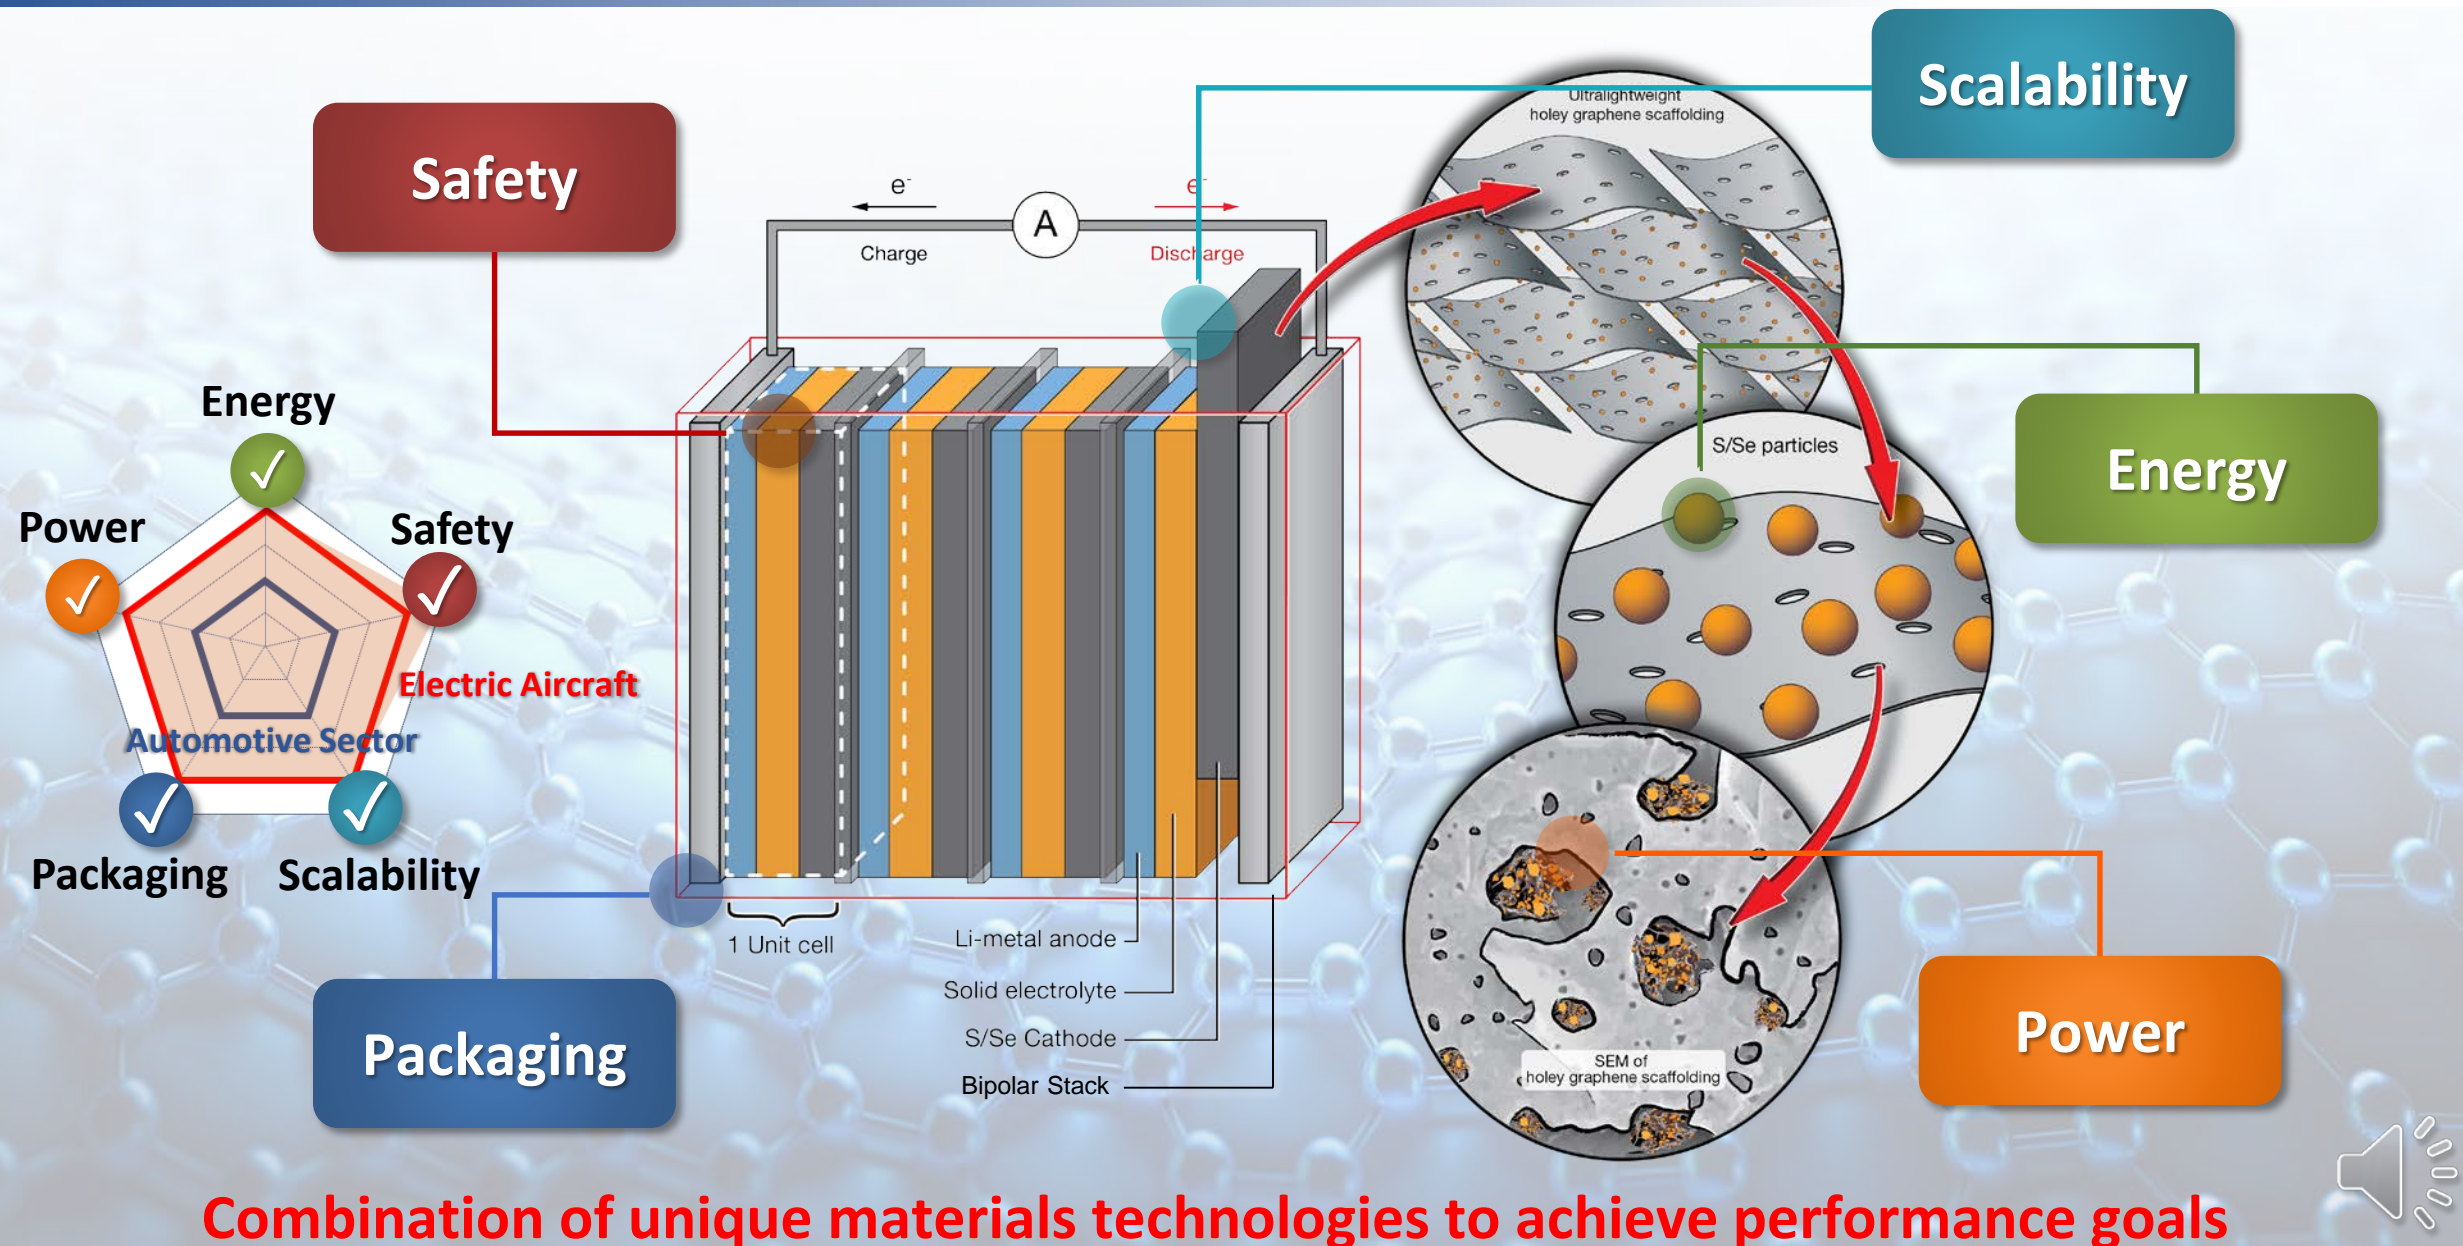 Scalability
Safety
Ultralightweight
holey graphene scaffolding
e-
e-
A
Charge
Discharge
Energy
Power
Safety
Electric Aircraft
Automotive Sector
Packaging
Scalability
S/Se particles
Energy
1 Unit cell
Li-metal anode
Solid electrolyte
S/Se Cathode
Bipolar Stack
Packaging
SEM of
holey graphene scaffolding
Power
Combination of unique materials technologies to achieve performance goals